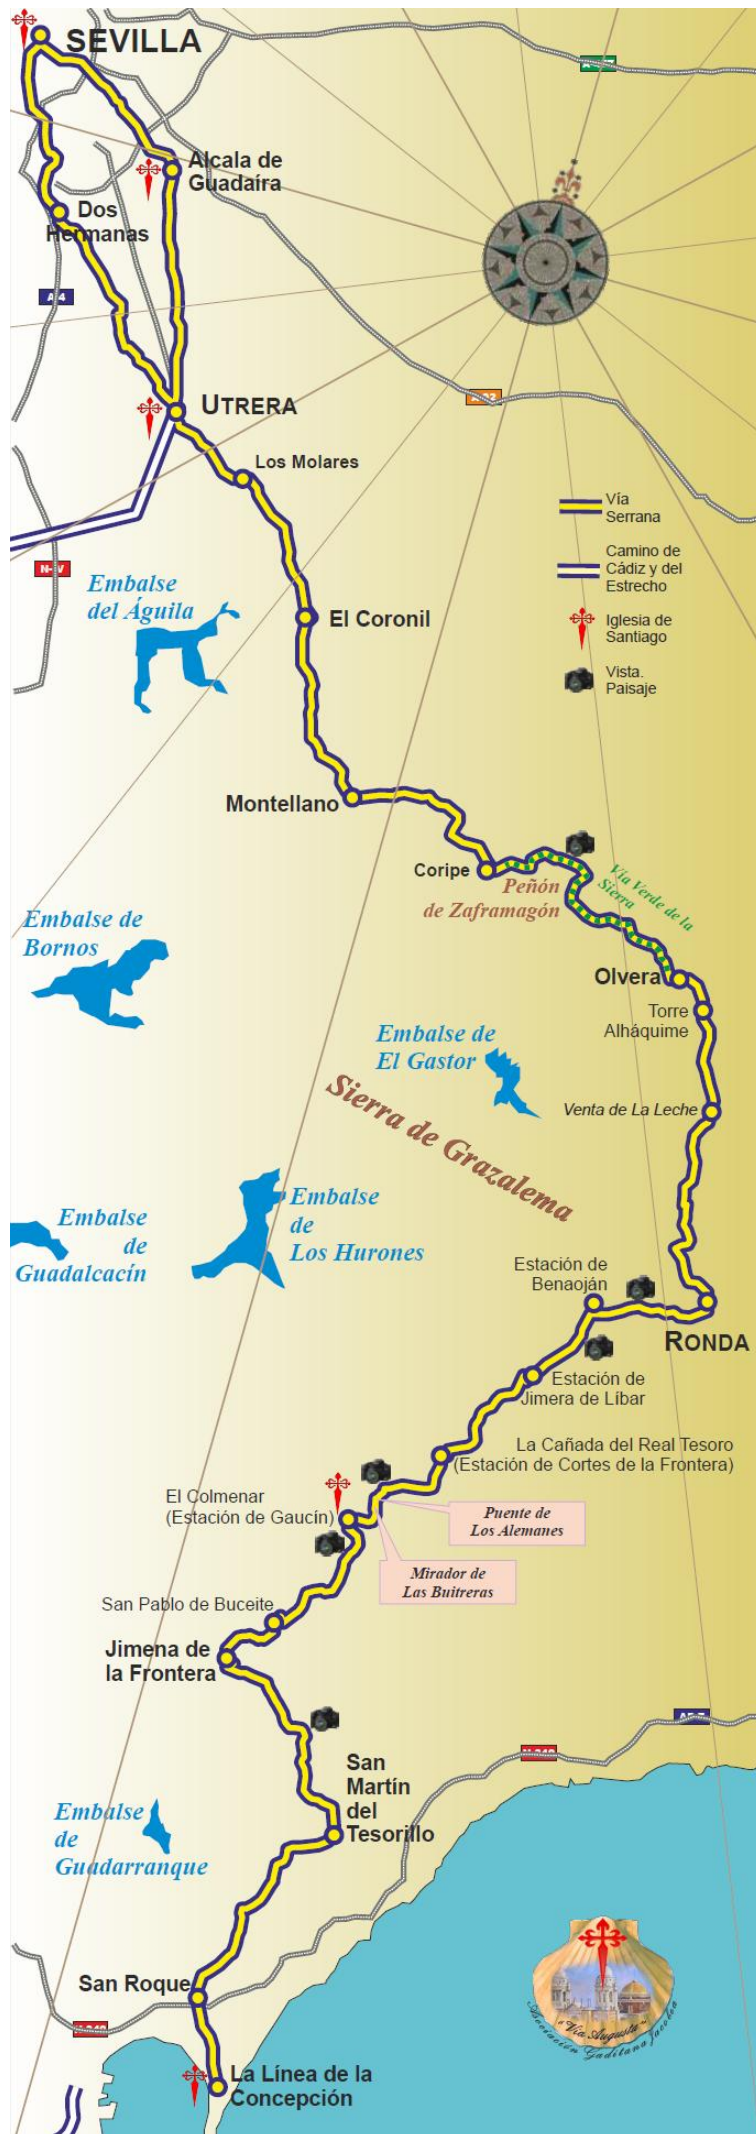 SEVILLA
Alcala de
Guadaíra
Dos
Hermanas
A-4
UTRERA
Los Molares
Vía
Serrana
Camino de
Cádiz y del
Estrecho
Iglesia de
Santiago
Vista.
Paisaje
N-IV
Embalse
del Águila
El Coronil
Montellano
Coripe
Peñón
de Zaframagón
Vía Verde de la
Sierra
Embalse de
Bornos
Olvera
Torre
Alháquime
Embalse de
El Gastor
Venta de La Leche
Sierra de Grazalema
Embalse
de
Los Hurones
Embalse
de
Guadalcacín
Estación de
Benaoján
RONDA
Estación de
Jimera de Líbar
La Cañada del Real Tesoro
(Estación de Cortes de la Frontera)
El Colmenar
(Estación de Gaucín)
Puente de
Los Alemanes
Mirador de
Las Buitreras
San Pablo de Buceite
Jimena de
la Frontera
San
Martín
del
Tesorillo
Embalse
de
Guadarranque
San Roque
La Línea de la
Concepción
"Vía Augusta"
Asociación Gaditana Jacobea